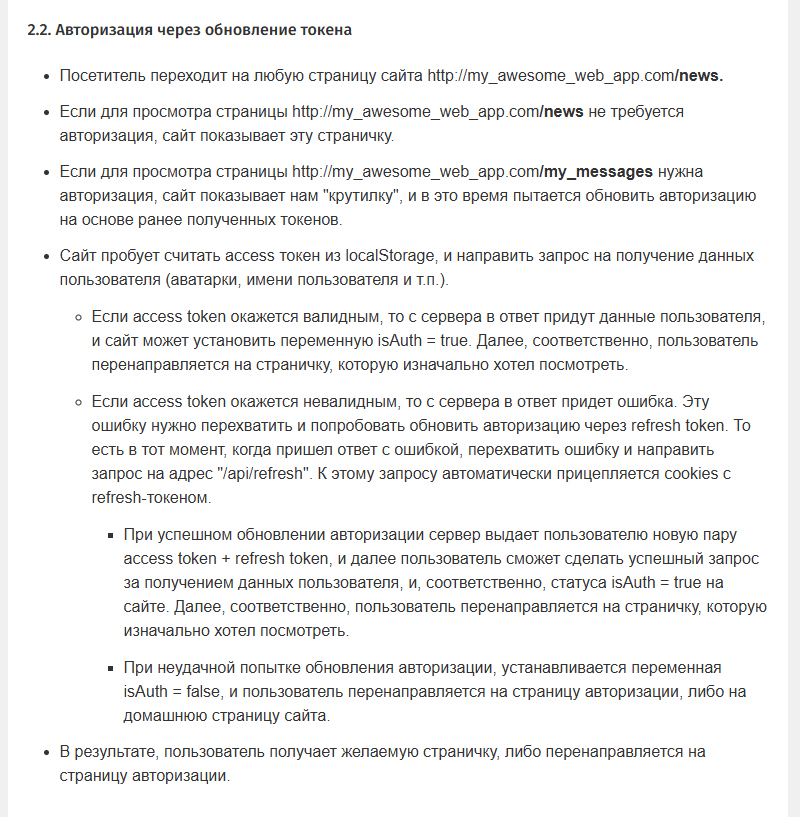 2.2. Авторизация через обновление токена
• Посетитель переходит на любую страницу сайта http://my_awesome_web_app.com/news.
• Если для просмотра страницы http://my_awesome_web_app.com/news не требуется
авторизация, сайт показывает эту страничку.
• Если для просмотра страницы http://my_awesome_web_app.com/my_messages нужна
авторизация, сайт показывает нам "крутилку", и в это время пытается обновить авторизацию
на основе ранее полученных токенов.
• Сайт пробует считать access токен из localStorage, и направить запрос на получение данных
пользователя (аватарки, имени пользователя и т.п.).
◦ Если access token окажется валидным, то с сервера в ответ придут данные пользователя,
и сайт может установить переменную isAuth = true. Далее, соответственно, пользователь
перенаправляется на страничку, которую изначально хотел посмотреть.
◦ Если access token окажется невалидным, то с сервера в ответ придет ошибка. Эту
ошибку нужно перехватить и попробовать обновить авторизацию через refresh token. То
есть в тот момент, когда пришел ответ с ошибкой, перехватить ошибку и направить
запрос на адрес "/api/refresh". К этому запросу автоматически прицепляется cookies с
refresh-токеном.
▪ При успешном обновлении авторизации сервер выдает пользователю новую пару
access token + refresh token, и далее пользователь сможет сделать успешный запрос
за получением данных пользователя, и, соответственно, статуса isAuth = true на
сайте. Далее, соответственно, пользователь перенаправляется на страничку, которую
изначально хотел посмотреть.
▪ При неудачной попытке обновления авторизации, устанавливается переменная
isAuth = false, и пользователь перенаправляется на страницу авторизации, либо на
домашнюю страницу сайта.
• В результате, пользователь получает желаемую страничку, либо перенаправляется на
страницу авторизации.